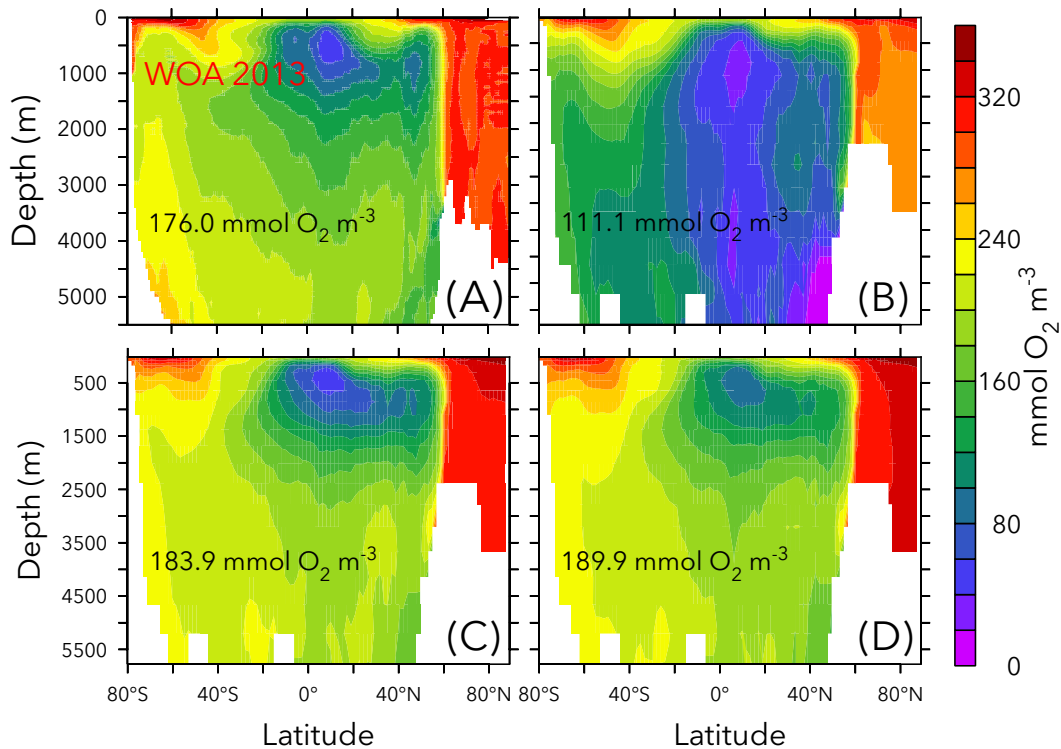 0
1000
2000
3000
4000
5000
Depth (m)
WOA 2013
176.0 mmol O₂ m⁻³
(A)
111.1 mmol O₂ m⁻³
(B)
500
1500
2500
3500
4500
5500
Depth (m)
183.9 mmol O₂ m⁻³
(C)
189.9 mmol O₂ m⁻³
(D)
80°S 40°S 0° 40°N 80°N
Latitude
80°S 40°S 0° 40°N 80°N
Latitude
320
240
160
80
0
mmol O₂ m⁻³